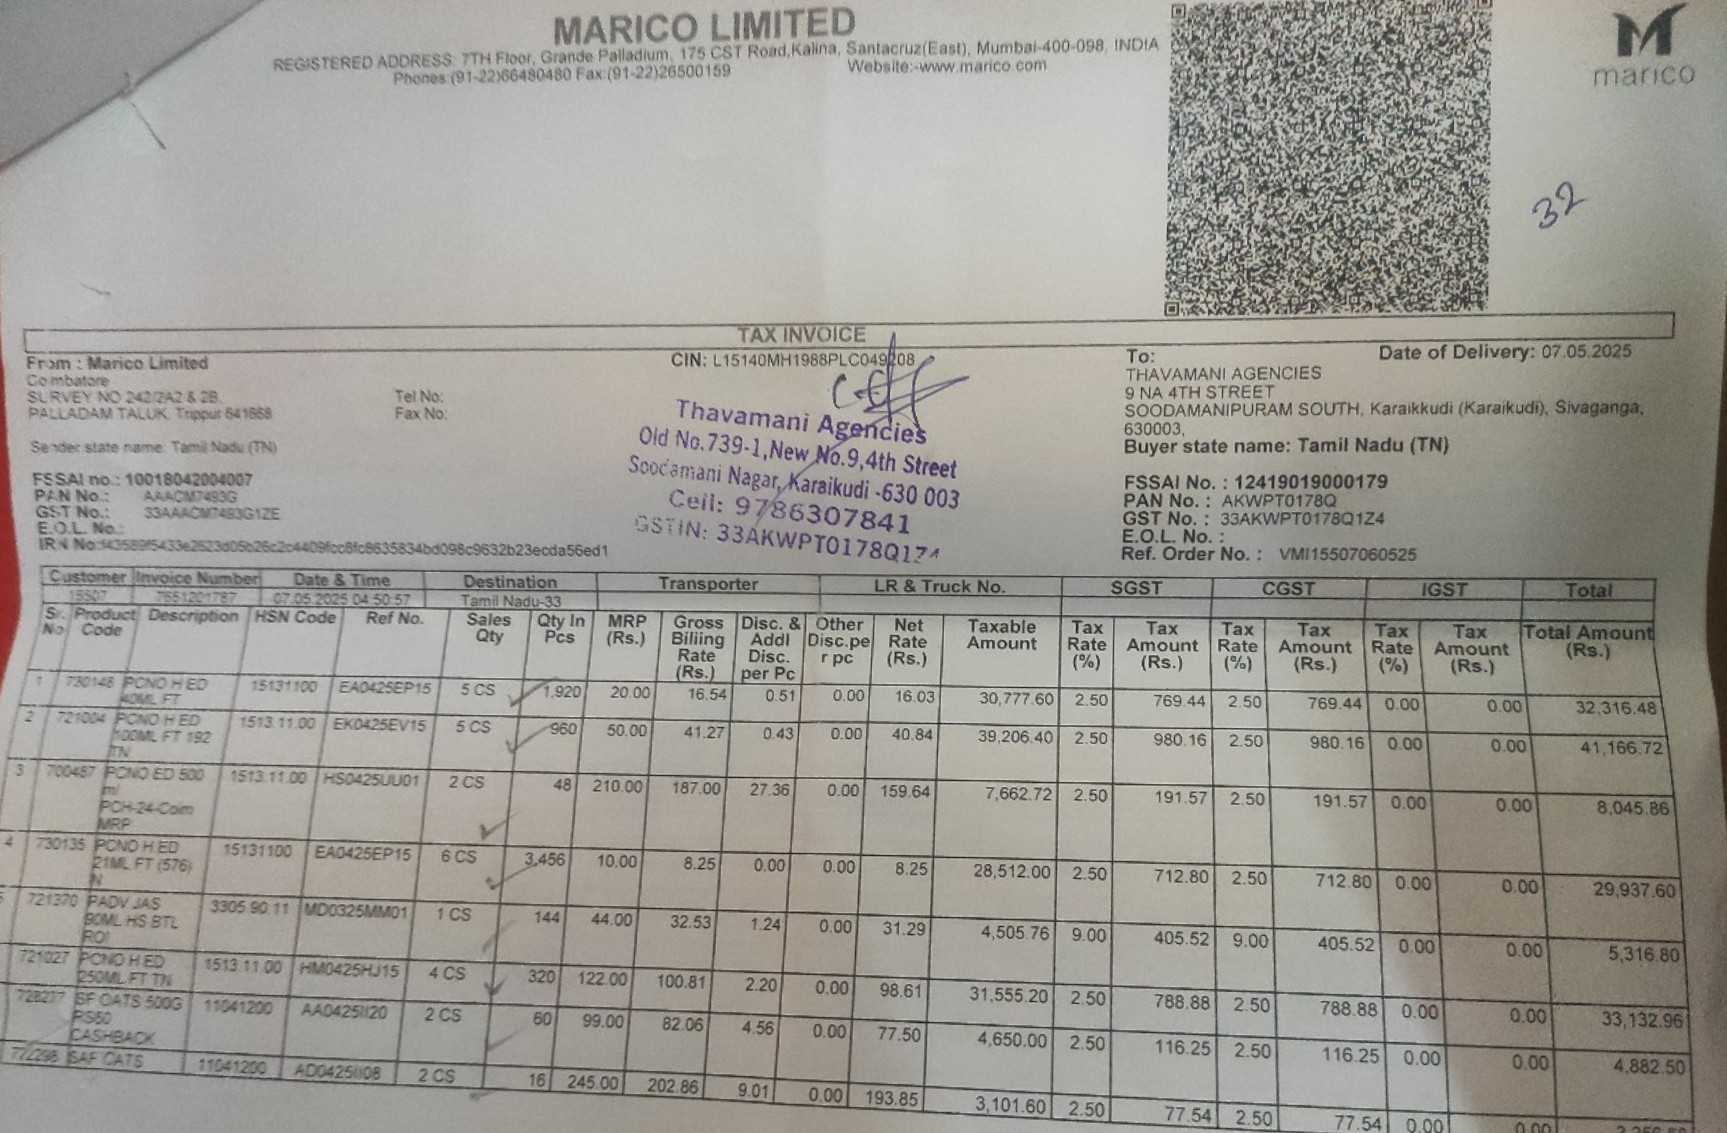 MARICO LIMITED
REGISTERED ADDRESS: 7TH Floor, Grande Palladium, 175 CST Road,Kalina, Santacruz(East), Mumbai-400-098, INDIA
Phones:(91-22)66480480 Fax:(91-22)26500159 Website:-www.marico.com
marico
32
TAX INVOICE
From : Marico Limited
Coimbatore
SURVEY NO 242/2A2 & 2B,
PALLADAM TALUK, Trippur 641668
Tel No:
Fax No:
Sender state name: Tamil Nadu (TN)
FSSAI no.: 10018042004007
PAN No.: AAACM7493G
GST No.: 33AAACM7493G1ZE
E.O.L. No.:
IRN No:
CIN: L15140MH1988PLC049208
Thavamani Agencies
Old No.739-1,New No.9,4th Street
Soodamani Nagar, Karaikudi -630 003
Cell: 9786307841
GSTIN: 33AKWPT0178Q1Z4
To: Date of Delivery: 07.05.2025
THAVAMANI AGENCIES
9 NA 4TH STREET
SOODAMANIPURAM SOUTH, Karaikkudi (Karaikudi), Sivaganga,
630003,
Buyer state name: Tamil Nadu (TN)
FSSAI No. : 12419019000179
PAN No. : AKWPT0178Q
GST No. : 33AKWPT0178Q1Z4
E.O.L. No. :
Ref. Order No. : VMI15507060525
Customer Invoice Number Date & Time Destination Transporter LR & Truck No. SGST CGST IGST Total
15507 7651201787 07.05.2025 04:50:57 Tamil Nadu-33
Sr. No Product Code Description HSN Code Ref No. Sales Qty Qty In Pcs MRP (Rs.) Gross Billing Rate (Rs.) Disc. & Addl Disc. per Pc Other Disc.pe r pc Net Rate (Rs.) Taxable Amount Tax Rate (%) Tax Amount (Rs.) Tax Rate (%) Tax Amount (Rs.) Tax Rate (%) Tax Amount (Rs.) Total Amount (Rs.)
1 730148 PCNO H ED 40ML FT 15131100 EA0425EP15 5 CS 1,920 20.00 16.54 0.51 0.00 16.03 30,777.60 2.50 769.44 2.50 769.44 0.00 0.00 32,316.48
2 721004 PCNO H ED 100ML FT 192 TN 1513.11.00 EK0425EV15 5 CS 960 50.00 41.27 0.43 0.00 40.84 39,206.40 2.50 980.16 2.50 980.16 0.00 0.00 41,166.72
3 700457 PCNO ED 500 ml PCH-24-Coim MRP 1513.11.00 HS0425UU01 2 CS 48 210.00 187.00 27.36 0.00 159.64 7,662.72 2.50 191.57 2.50 191.57 0.00 0.00 8,045.86
4 730135 PCNO H ED 21ML FT (576) N 15131100 EA0425EP15 6 CS 3,456 10.00 8.25 0.00 0.00 8.25 28,512.00 2.50 712.80 2.50 712.80 0.00 0.00 29,937.60
5 721370 PADV JAS 90ML HS BTL ROI 3305.90.11 MD0325MM01 1 CS 144 44.00 32.53 1.24 0.00 31.29 4,505.76 9.00 405.52 9.00 405.52 0.00 0.00 5,316.80
721027 PCNO H ED 250ML FT TN 1513.11.00 HM0425HJ15 4 CS 320 122.00 100.81 2.20 0.00 98.61 31,555.20 2.50 788.88 2.50 788.88 0.00 0.00 33,132.96
SF OATS 500G RS50 CASHBACK 11041200 AA0425II20 2 CS 60 99.00 82.06 4.56 0.00 77.50 4,650.00 2.50 116.25 2.50 116.25 0.00 0.00 4,882.50
SAF OATS 11041200 AD0425II08 2 CS 16 245.00 202.86 9.01 0.00 193.85 3,101.60 2.50 77.54 2.50 77.54 0.00 0.00